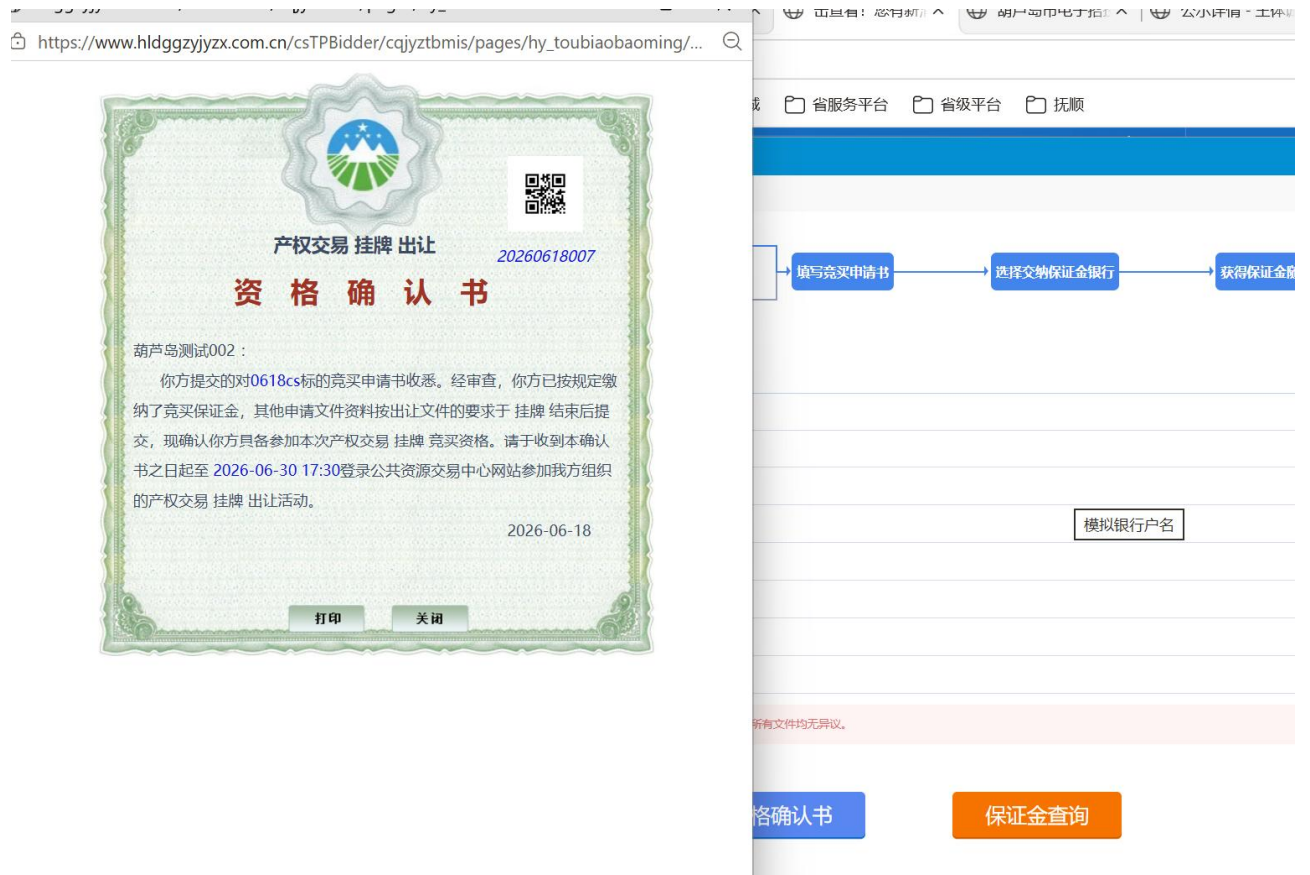 https://www.hldggzyjyzx.com.cn/csTPBidder/cqjyztbmis/pages/hy_toubiaobaoming/...
省服务平台
省级平台
抚顺
产权交易 挂牌 出让
20260618007
资格确认书
葫芦岛测试002：
你方提交的对0618cs标的竞买申请书收悉。经审查，你方已按规定缴
纳了竞买保证金，其他申请文件资料按出让文件的要求于 挂牌 结束后提
交，现确认你方具备参加本次产权交易 挂牌 竞买资格。请于收到本确认
书之日起至 2026-06-30 17:30登录公共资源交易中心网站参加我方组织
的产权交易 挂牌 出让活动。
2026-06-18
打印
关闭
填写竞买申请书
选择交纳保证金银行
获得保证金
模拟银行户名
所有文件均无异议。
格确认书
保证金查询